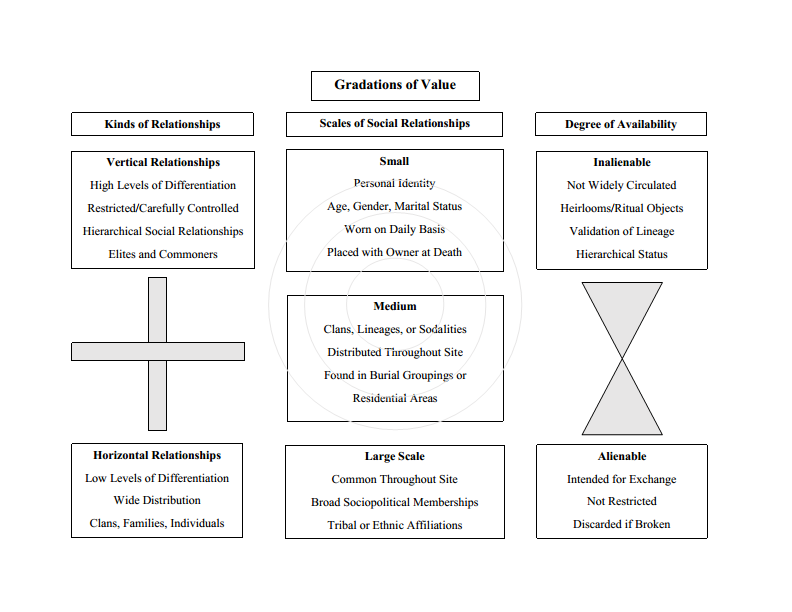 Gradations of Value
Kinds of Relationships
Scales of Social Relationships
Degree of Availability
Vertical Relationships
High Levels of Differentiation
Restricted/Carefully Controlled
Hierarchical Social Relationships
Elites and Commoners
Small
Personal Identity
Age, Gender, Marital Status
Worn on Daily Basis
Placed with Owner at Death
Inalienable
Not Widely Circulated
Heirlooms/Ritual Objects
Validation of Lineage
Hierarchical Status
Medium
Clans, Lineages, or Sodalities
Distributed Throughout Site
Found in Burial Groupings or
Residential Areas
Horizontal Relationships
Low Levels of Differentiation
Wide Distribution
Clans, Families, Individuals
Large Scale
Common Throughout Site
Broad Sociopolitical Memberships
Tribal or Ethnic Affiliations
Alienable
Intended for Exchange
Not Restricted
Discarded if Broken